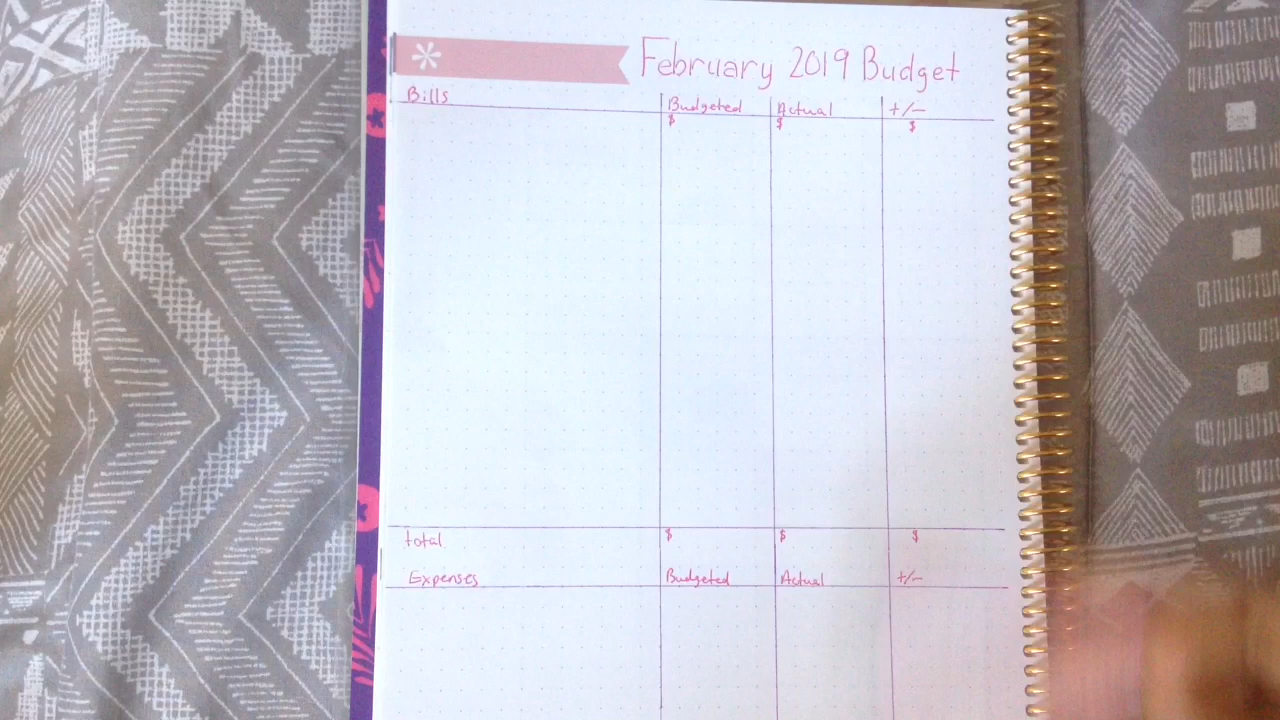 February 2019 Budget
Bills Budgeted Actual +/-
$ $ $
total $ $ $
Expenses Budgeted Actual +/-